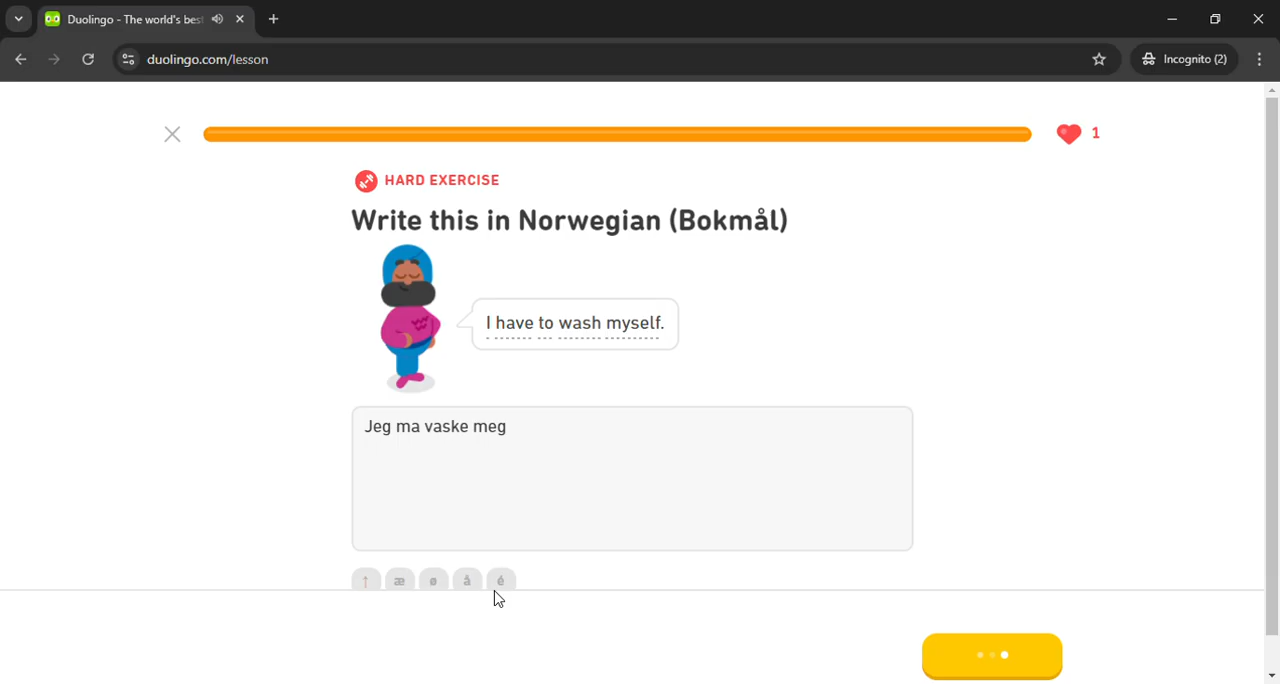 Duolingo - The world's bes
duolingo.com/lesson
Incognito (2)
1
HARD EXERCISE
Write this in Norwegian (Bokmål)
I have to wash myself.
Jeg ma vaske meg
↑ æ ø å é